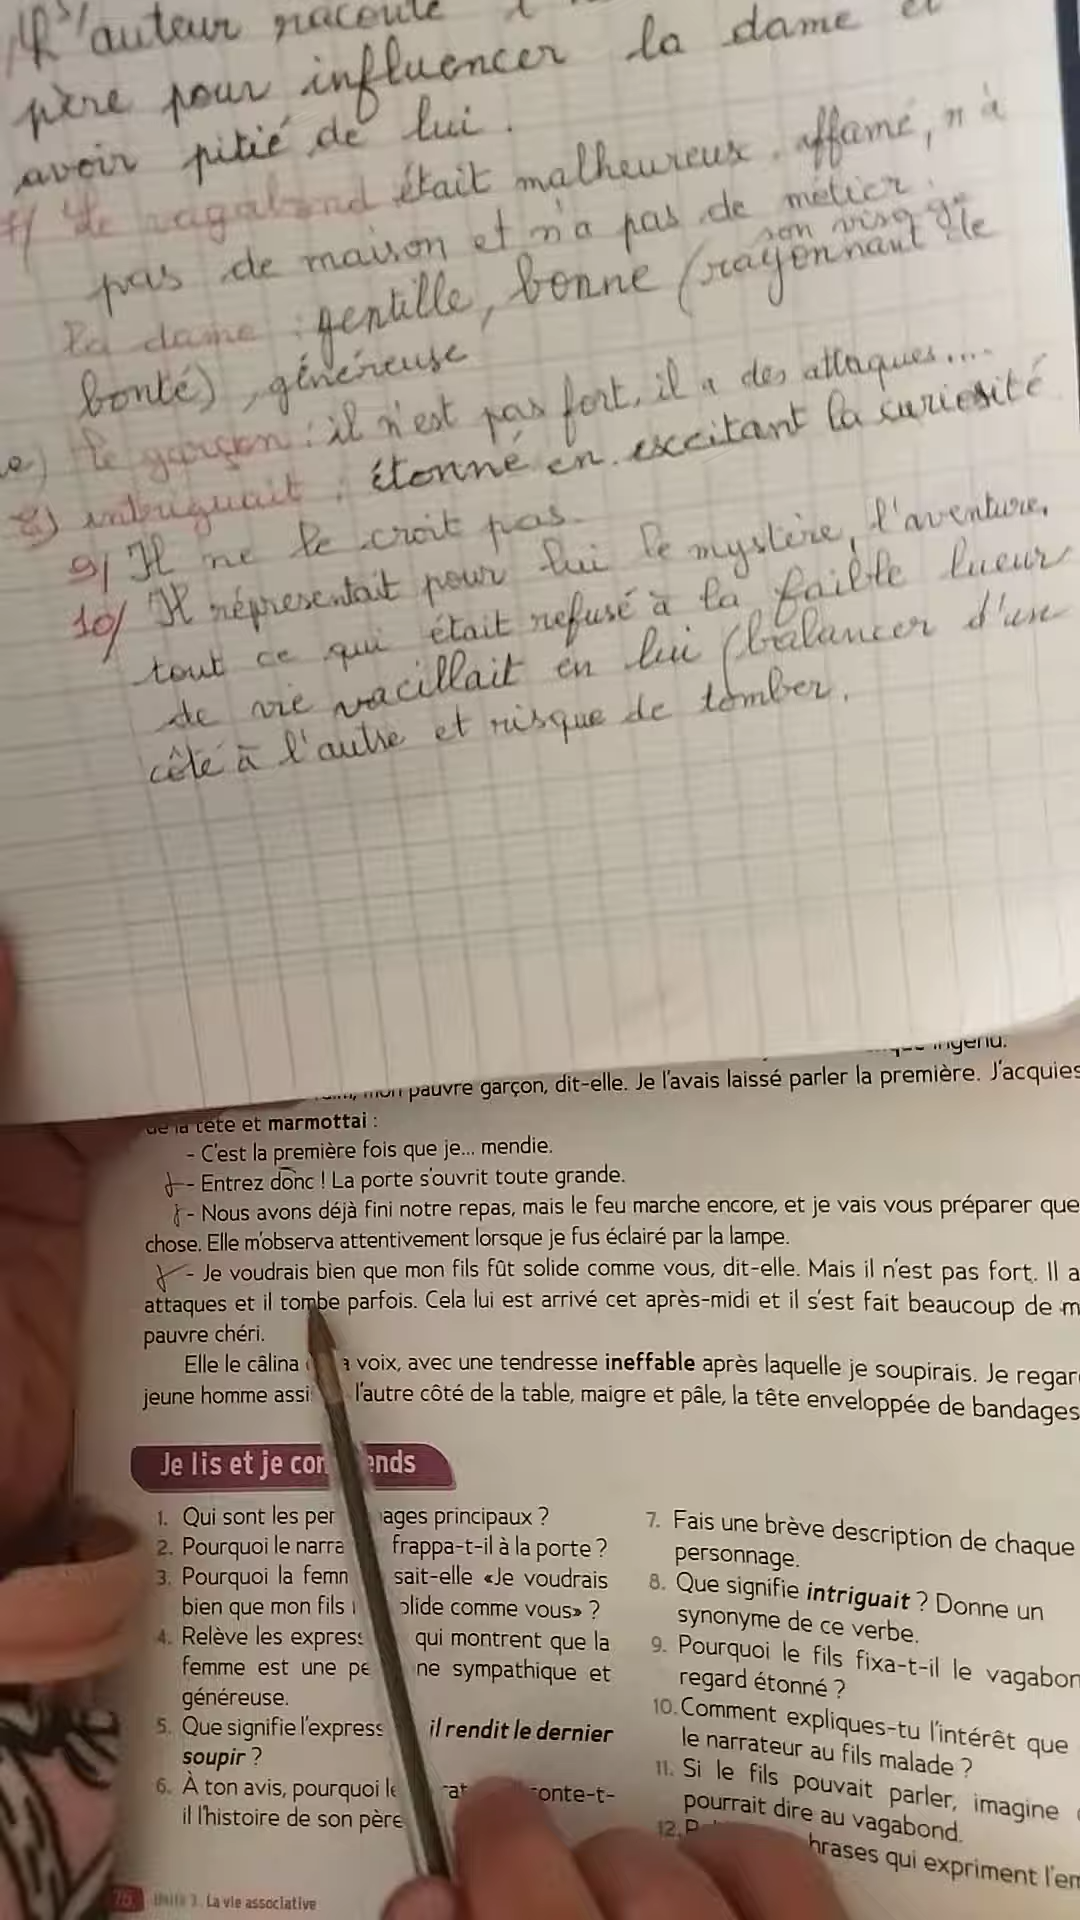 L'auteur raconte
père pour influencer la dame et
avoir pitié de lui.
7/ Le vagabond était malheureux, affamé, n'a
pas de maison et n'a pas de métier.
son visage
la dame : gentille, bonne (rayonnant de
bonté), généreuse
le garçon : il n'est pas fort, il a des attaques....
8) intriguait : étonné en excitant la curiosité
9/ Il ne le croit pas.
10/ Il répresentait pour lui le mystère, l'aventure,
tout ce qui était refusé à la faible lueur
de vie vacillait en lui (balancer d'un
côté à l'autre et risque de tomber.
ingénu.
pauvre garçon, dit-elle. Je l'avais laissé parler la première. J'acquies
de la tête et marmottai :
- C'est la première fois que je... mendie.
- Entrez donc ! La porte s'ouvrit toute grande.
- Nous avons déjà fini notre repas, mais le feu marche encore, et je vais vous préparer que
chose. Elle m'observa attentivement lorsque je fus éclairé par la lampe.
- Je voudrais bien que mon fils fût solide comme vous, dit-elle. Mais il n'est pas fort. Il a
attaques et il tombe parfois. Cela lui est arrivé cet après-midi et il s'est fait beaucoup de m
pauvre chéri.
Elle le câlina voix, avec une tendresse ineffable après laquelle je soupirais. Je regar
jeune homme assi l'autre côté de la table, maigre et pâle, la tête enveloppée de bandages
Je lis et je com ends
1. Qui sont les per ages principaux ?
2. Pourquoi le narra frappa-t-il à la porte ?
3. Pourquoi la femm sait-elle «Je voudrais
bien que mon fils olide comme vous» ?
4. Relève les express qui montrent que la
femme est une pe ne sympathique et
généreuse.
5. Que signifie l'express il rendit le dernier
soupir ?
6. À ton avis, pourquoi le rat onte-t-
il l'histoire de son père
7. Fais une brève description de chaque
personnage.
8. Que signifie intriguait ? Donne un
synonyme de ce verbe.
9. Pourquoi le fils fixa-t-il le vagabon
regard étonné ?
10. Comment expliques-tu l'intérêt que
le narrateur au fils malade ?
11. Si le fils pouvait parler, imagine
pourrait dire au vagabond.
12. hrases qui expriment l'en
Unité 3. La vie associative